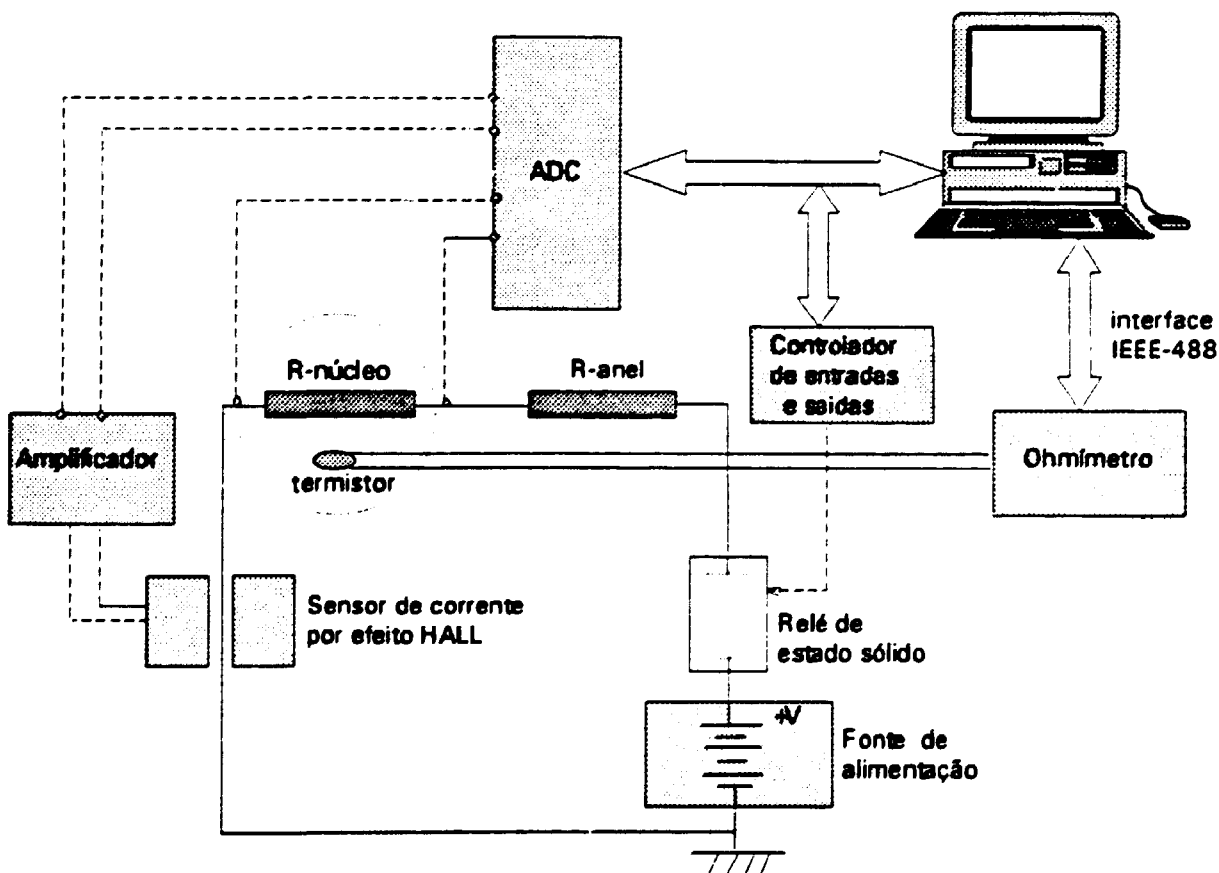 ADC
interface
IEEE-488
Controlador
de entradas
e saidas
R-núcleo
R-anel
Amplificador
termistor
Ohmímetro
Sensor de corrente
por efeito HALL
Relé de
estado sólido
+V
Fonte de
alimentação